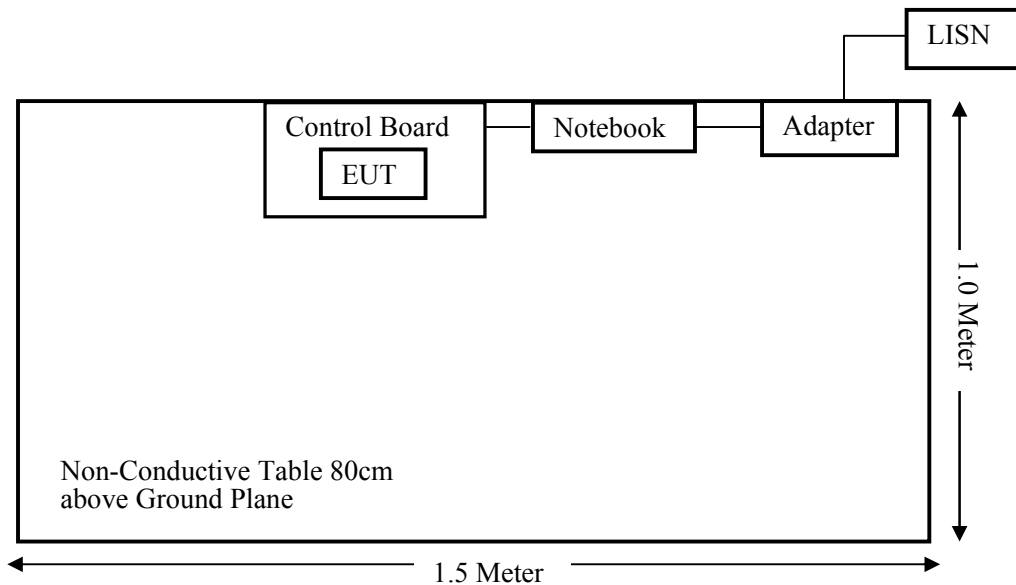 LISN
Control Board
Notebook
Adapter
EUT
1.0 Meter
Non-Conductive Table 80cm
above Ground Plane
1.5 Meter